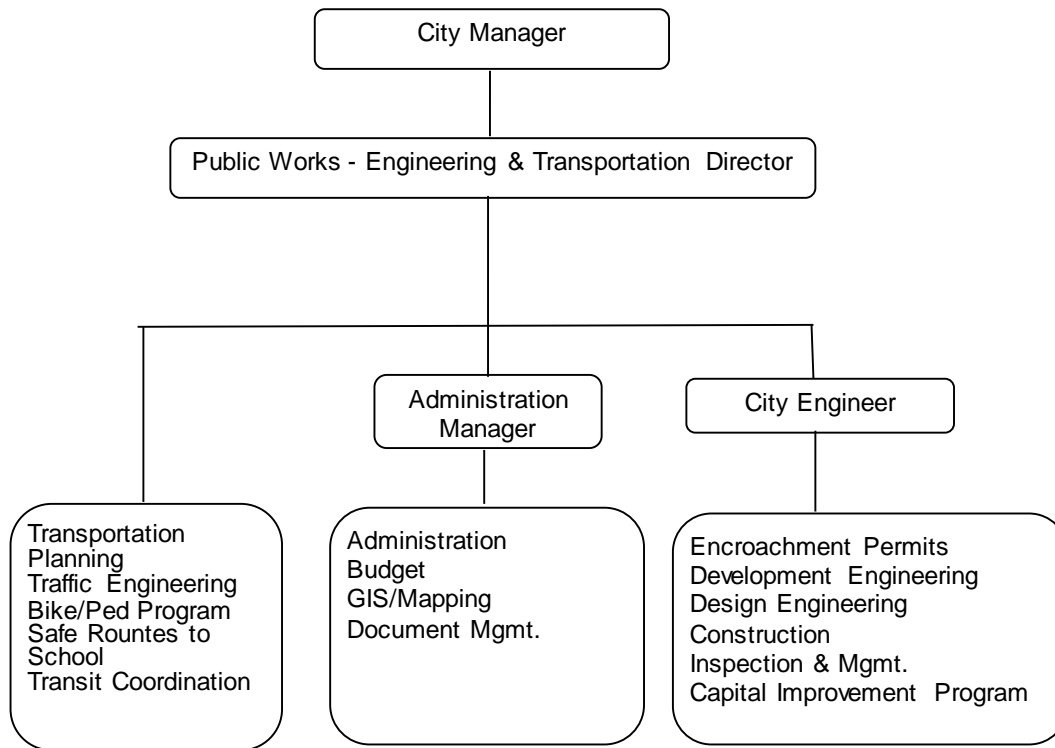 City Manager
Public Works - Engineering & Transportation Director
Administration
Manager
City Engineer
Transportation
Planning
Traffic Engineering
Bike/Ped Program
Safe Rountes to
School
Transit Coordination
Administration
Budget
GIS/Mapping
Document Mgmt.
Encroachment Permits
Development Engineering
Design Engineering
Construction
Inspection & Mgmt.
Capital Improvement Program